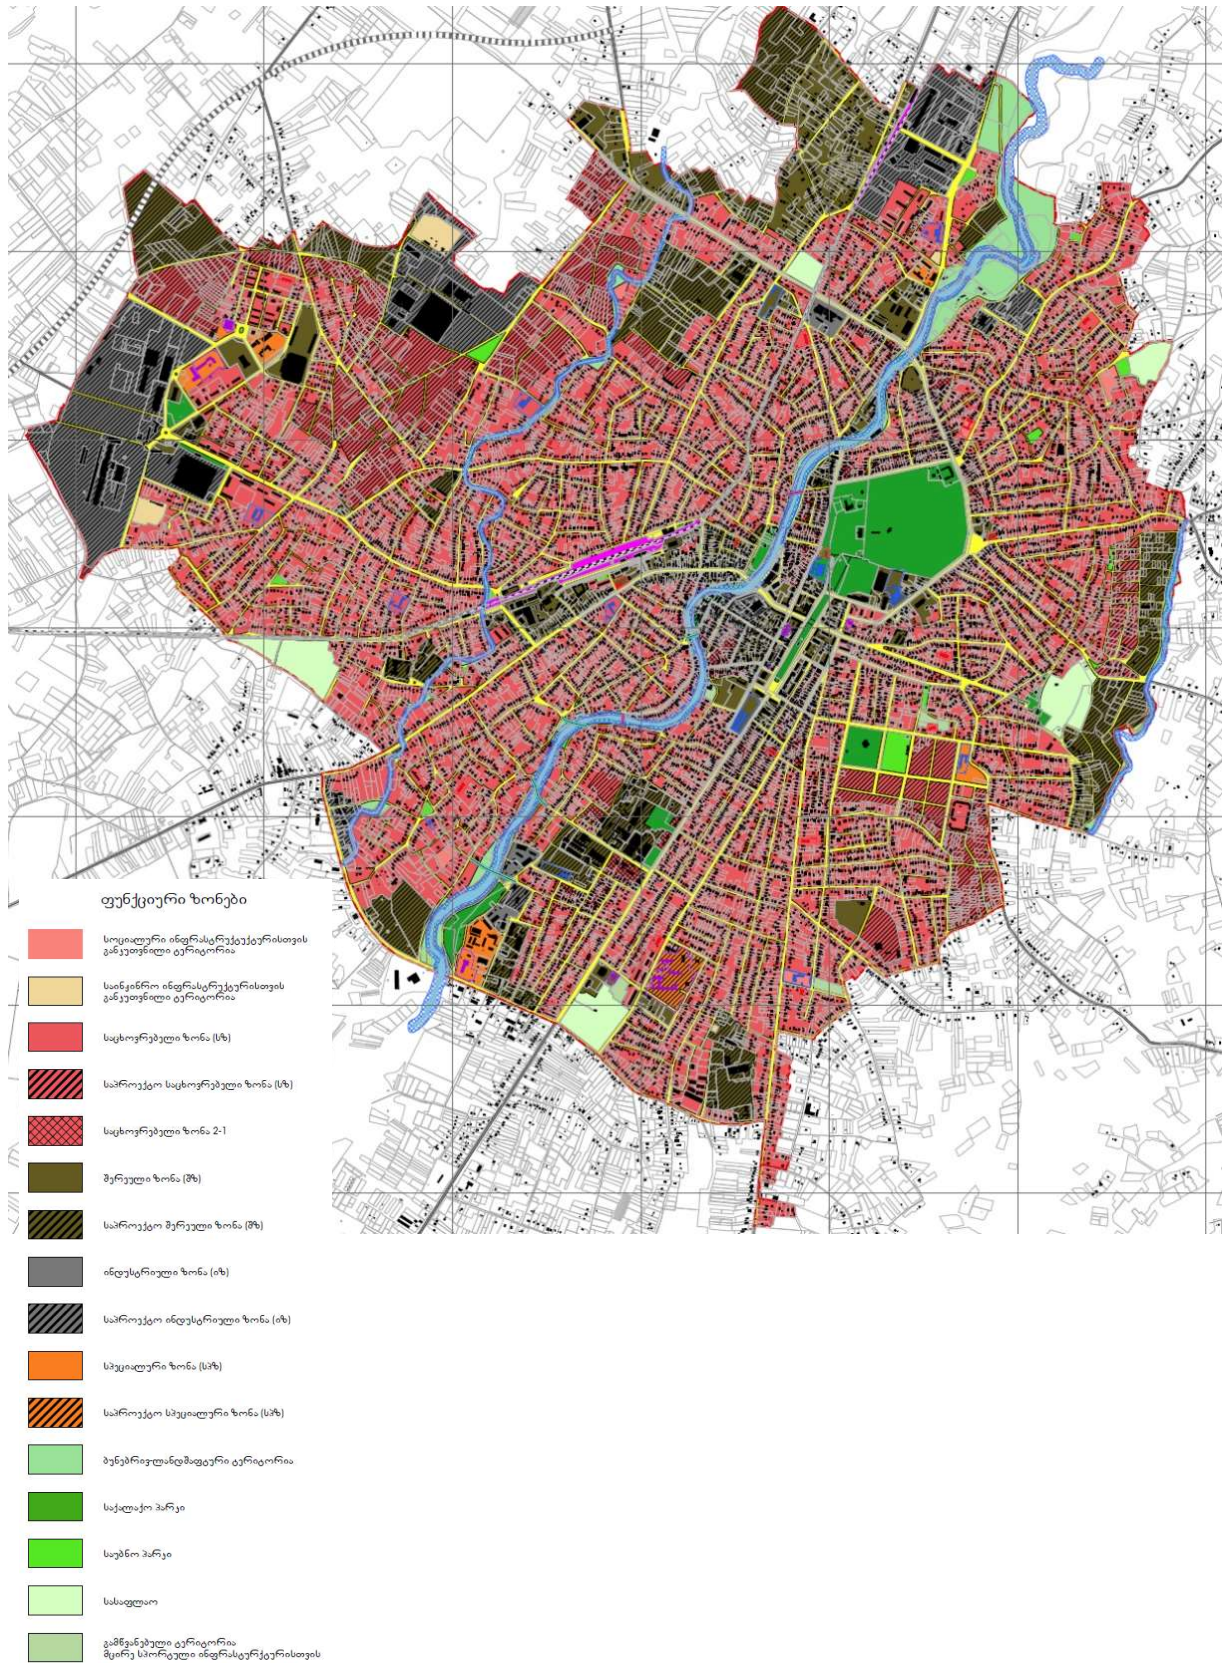 ფუნქციური ზონები
სოციალური ინფრასტრუქტურისთვის
განკუთვნილი ტერიტორია
საინჟინრო ინფრასტრუქტურისთვის
განკუთვნილი ტერიტორია
საცხოვრებელი ზონა (სზ)
საპროექტო საცხოვრებელი ზონა (სზ)
საცხოვრებელი ზონა 2-1
შერეული ზონა (შზ)
საპროექტო შერეული ზონა (შზ)
ინდუსტრიული ზონა (იზ)
საპროექტო ინდუსტრიული ზონა (იზ)
სპეციალური ზონა (სპზ)
საპროექტო სპეციალური ზონა (სპზ)
ბუნებრივ-ლანდშაფტური ტერიტორია
საქალაქო პარკი
საუბნო პარკი
სასაფლაო
გამწვანებული ტერიტორია
მცირე სპორტული ინფრასტურქტურისთვის